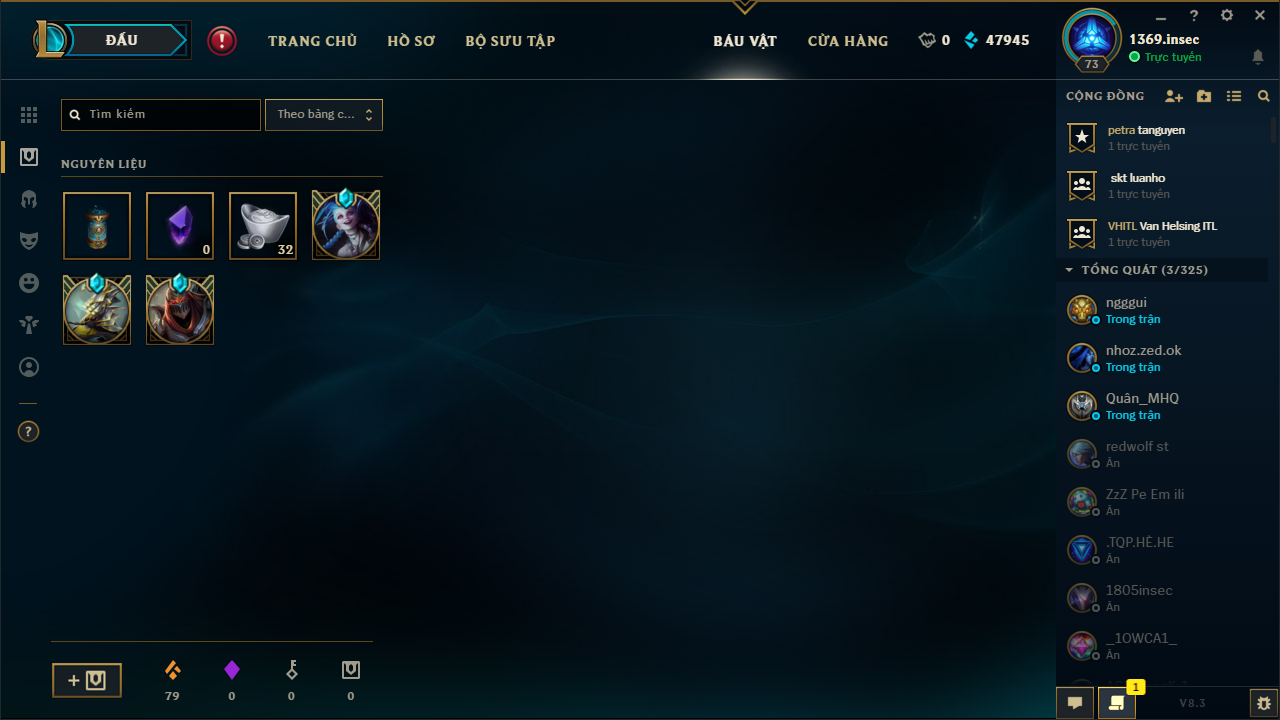 ĐẤU
TRANG CHỦ
HỒ SƠ
BỘ SƯU TẬP
BÁU VẬT
CỬA HÀNG
0
47945
?
73
1369.insec
Trực tuyến
Tìm kiếm
Theo bảng c...
NGUYÊN LIỆU
0
32
?
79
0
0
0
CỘNG ĐỒNG
petra tanguyen
1 trực tuyến
skt luanho
1 trực tuyến
VHITL Van Helsing ITL
1 trực tuyến
TỔNG QUÁT (3/325)
ngggui
Trong trận
nhoz.zed.ok
Trong trận
Quân_MHQ
Trong trận
redwolf st
Ẩn
ZzZ Pe Em ili
Ẩn
.TQP.HÊ.HE
Ẩn
1805insec
Ẩn
_1OWCA1_
Ẩn
1
V8.3